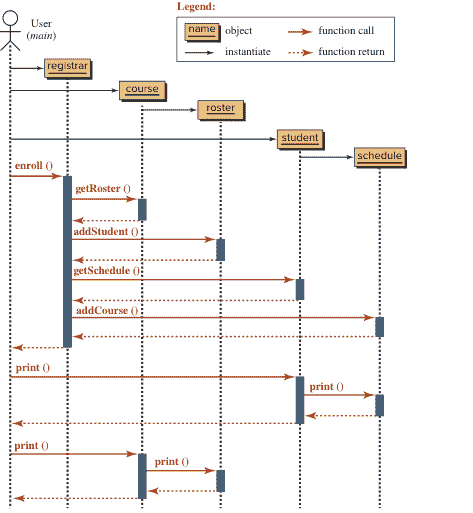 Legend:
User
(main)
name object function call
instantiate function return
registrar
course
roster
student
schedule
enroll ()
getRoster ()
addStudent ()
getSchedule ()
addCourse ()
print ()
print ()
print ()
print ()